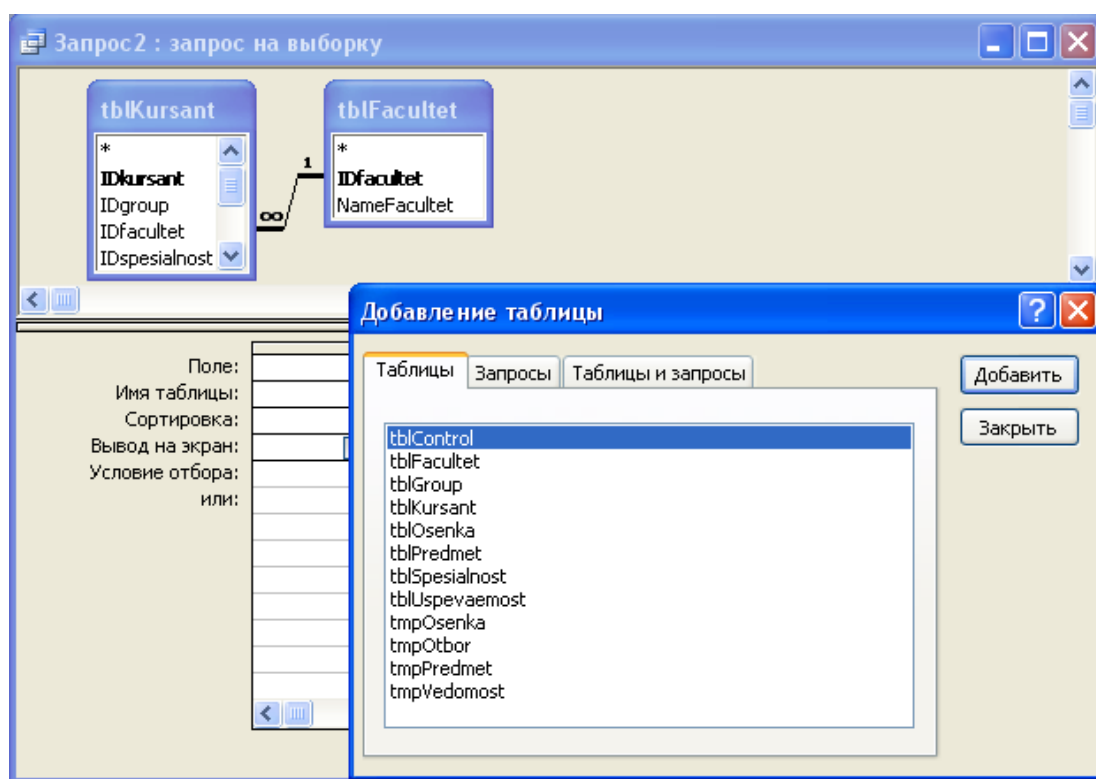 Запрос2 : запрос на выборку
tblKursant
*
IDkursant
IDgroup
IDfacultet
IDspesialnost
∞
1
tblFacultet
*
IDfacultet
NameFacultet
Поле:
Имя таблицы:
Сортировка:
Вывод на экран:
Условие отбора:
или:
Добавление таблицы
?
Таблицы Запросы Таблицы и запросы
Добавить
Закрыть
tblControl
tblFacultet
tblGroup
tblKursant
tblOsenka
tblPredmet
tblSpesialnost
tblUspevaemost
tmpOsenka
tmpOtbor
tmpPredmet
tmpVedomost